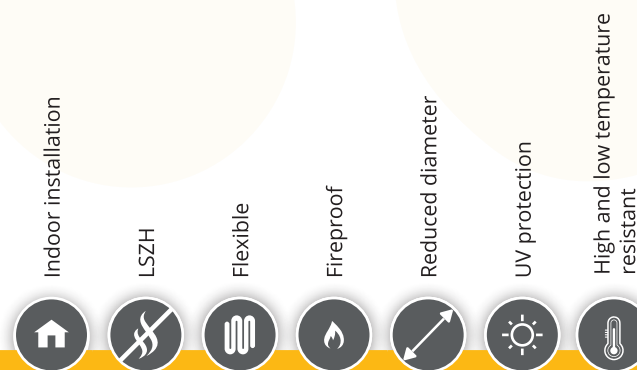 Indoor installation
LSZH
Flexible
Fireproof
Reduced diameter
UV protection
High and low temperature
resistant